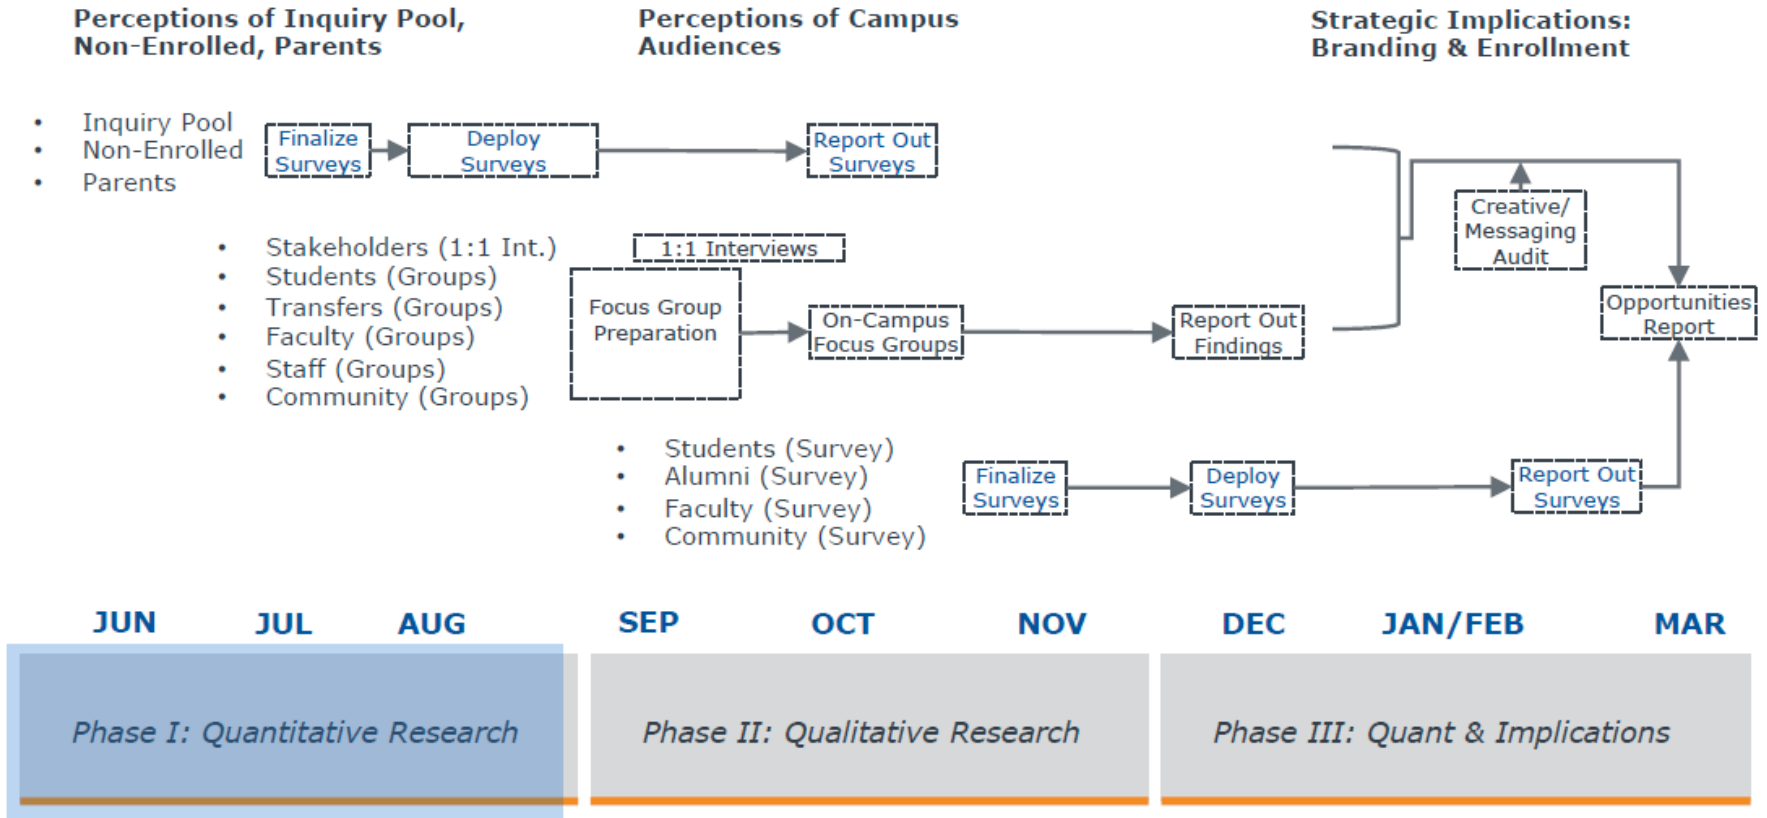 Perceptions of Inquiry Pool,
Non-Enrolled, Parents
Perceptions of Campus
Audiences
Strategic Implications:
Branding & Enrollment
• Inquiry Pool
• Non-Enrolled
• Parents
Finalize
Surveys
Deploy
Surveys
Report Out
Surveys
Creative/
Messaging
Audit
• Stakeholders (1:1 Int.)
• Students (Groups)
• Transfers (Groups)
• Faculty (Groups)
• Staff (Groups)
• Community (Groups)
1:1 Interviews
Focus Group
Preparation
On-Campus
Focus Groups
Report Out
Findings
Opportunities
Report
• Students (Survey)
• Alumni (Survey)
• Faculty (Survey)
• Community (Survey)
Finalize
Surveys
Deploy
Surveys
Report Out
Surveys
JUN JUL AUG SEP OCT NOV DEC JAN/FEB MAR
Phase I: Quantitative Research
Phase II: Qualitative Research
Phase III: Quant & Implications